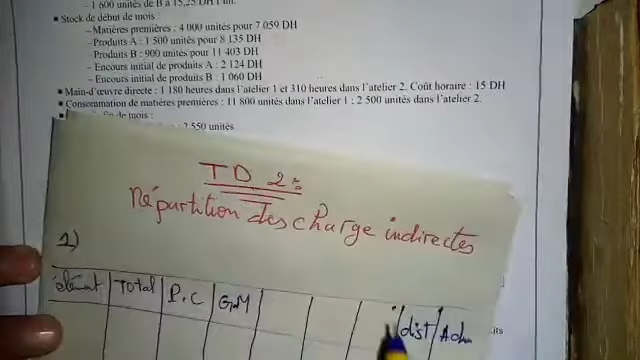 - 1 600 unités de B à 15,25 DH l'un.
▪ Stock de début de mois :
– Matières premières : 4 000 unités pour 7 059 DH
– Produits A : 1 500 unités pour 8 135 DH
– Produits B : 900 unités pour 11 403 DH
– Encours initial de produits A : 2 124 DH
– Encours initial de produits B : 1 060 DH
▪ Main-d'œuvre directe : 1 180 heures dans l'atelier 1 et 310 heures dans l'atelier 2. Coût horaire : 15 DH
▪ Consommation de matières premières : 11 800 unités dans l'atelier 1 ; 2 500 unités dans l'atelier 2.
de mois :
2 550 unités
TD 2 :
Répartition des charge indirectes
1)
élément Total P.C G.M dist Adm